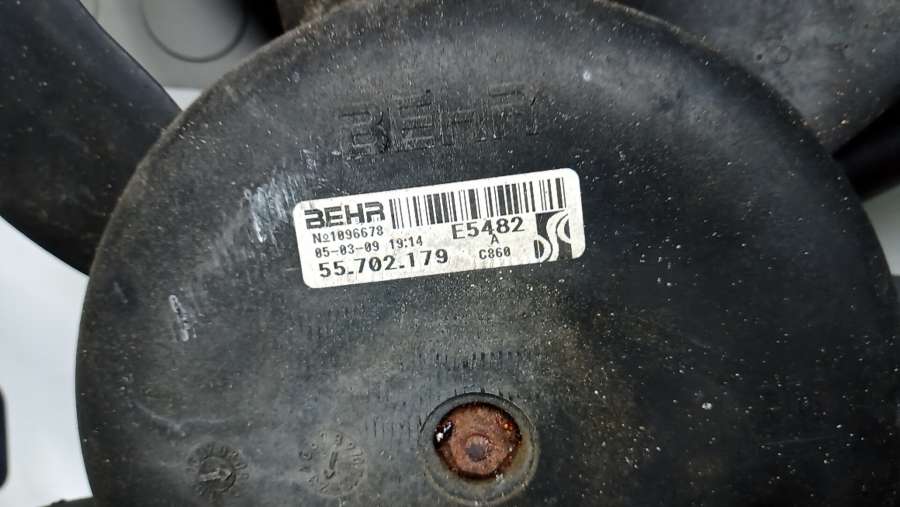 BEHR
BEHR
№1096678 E5482
05-03-09 19:14 A
55.702.179 C860